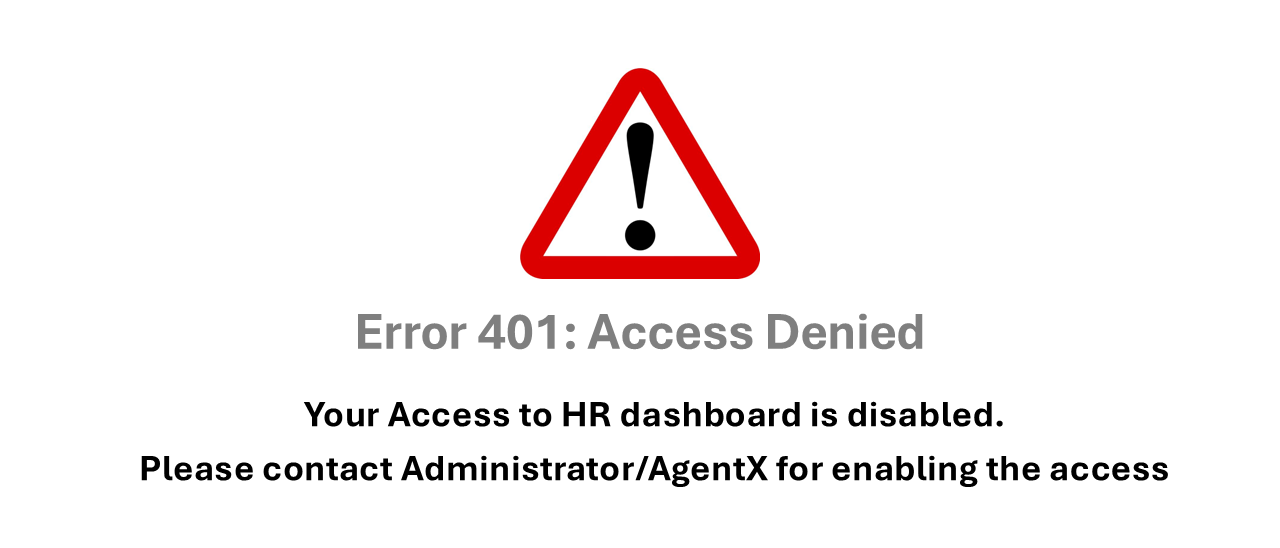 Error 401: Access Denied
Your Access to HR dashboard is disabled.
Please contact Administrator/AgentX for enabling the access